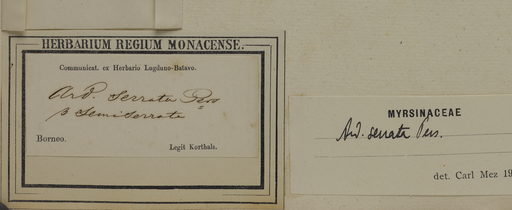 HERBARIUM REGIUM MONACENSE.
Communicat. ex Herbario Lugduno-Batavo.
Ard. serrata Pers
β semiserrata
Borneo.
Legit Korthals.
MYRSINACEAE
Ard. serrata Pers.
det. Carl Mez 19